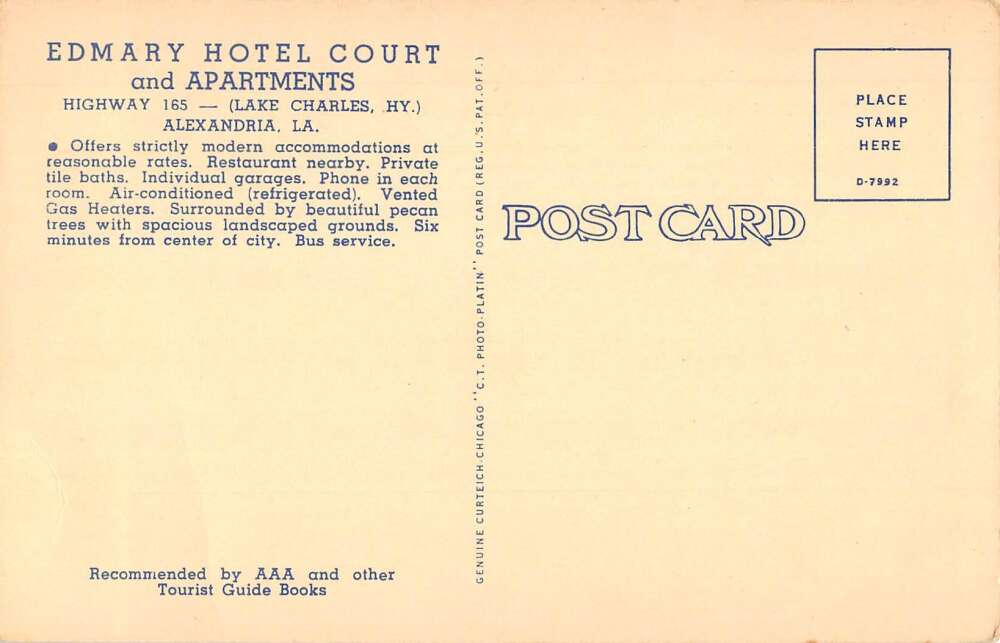 EDMARY HOTEL COURT
and APARTMENTS
HIGHWAY 165 — (LAKE CHARLES, HY.)
ALEXANDRIA, LA.
● Offers strictly modern accommodations at
reasonable rates. Restaurant nearby. Private
tile baths. Individual garages. Phone in each
room. Air-conditioned (refrigerated). Vented
Gas Heaters. Surrounded by beautiful pecan
trees with spacious landscaped grounds. Six
minutes from center of city. Bus service.
Recommended by AAA and other
Tourist Guide Books
GENUINE CURTEICH-CHICAGO "C.T. PHOTO-PLATIN" POST CARD (REG. U.S. PAT. OFF.)
POST CARD
PLACE
STAMP
HERE
D-7992